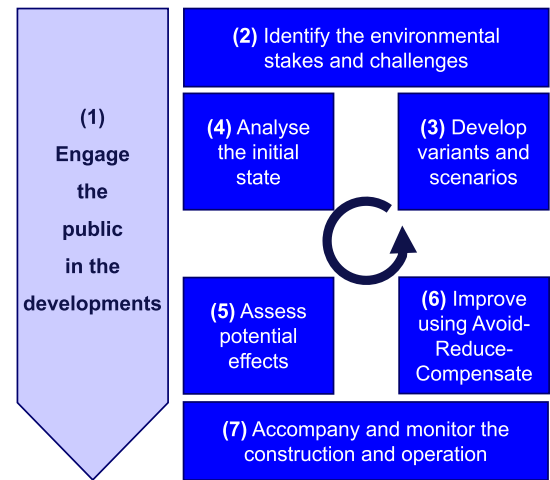 (1)
Engage
the
public
in the
developments
(2) Identify the environmental
stakes and challenges
(4) Analyse
the initial
state
(3) Develop
variants and
scenarios
(5) Assess
potential
effects
(6) Improve
using Avoid-
Reduce-
Compensate
(7) Accompany and monitor the
construction and operation